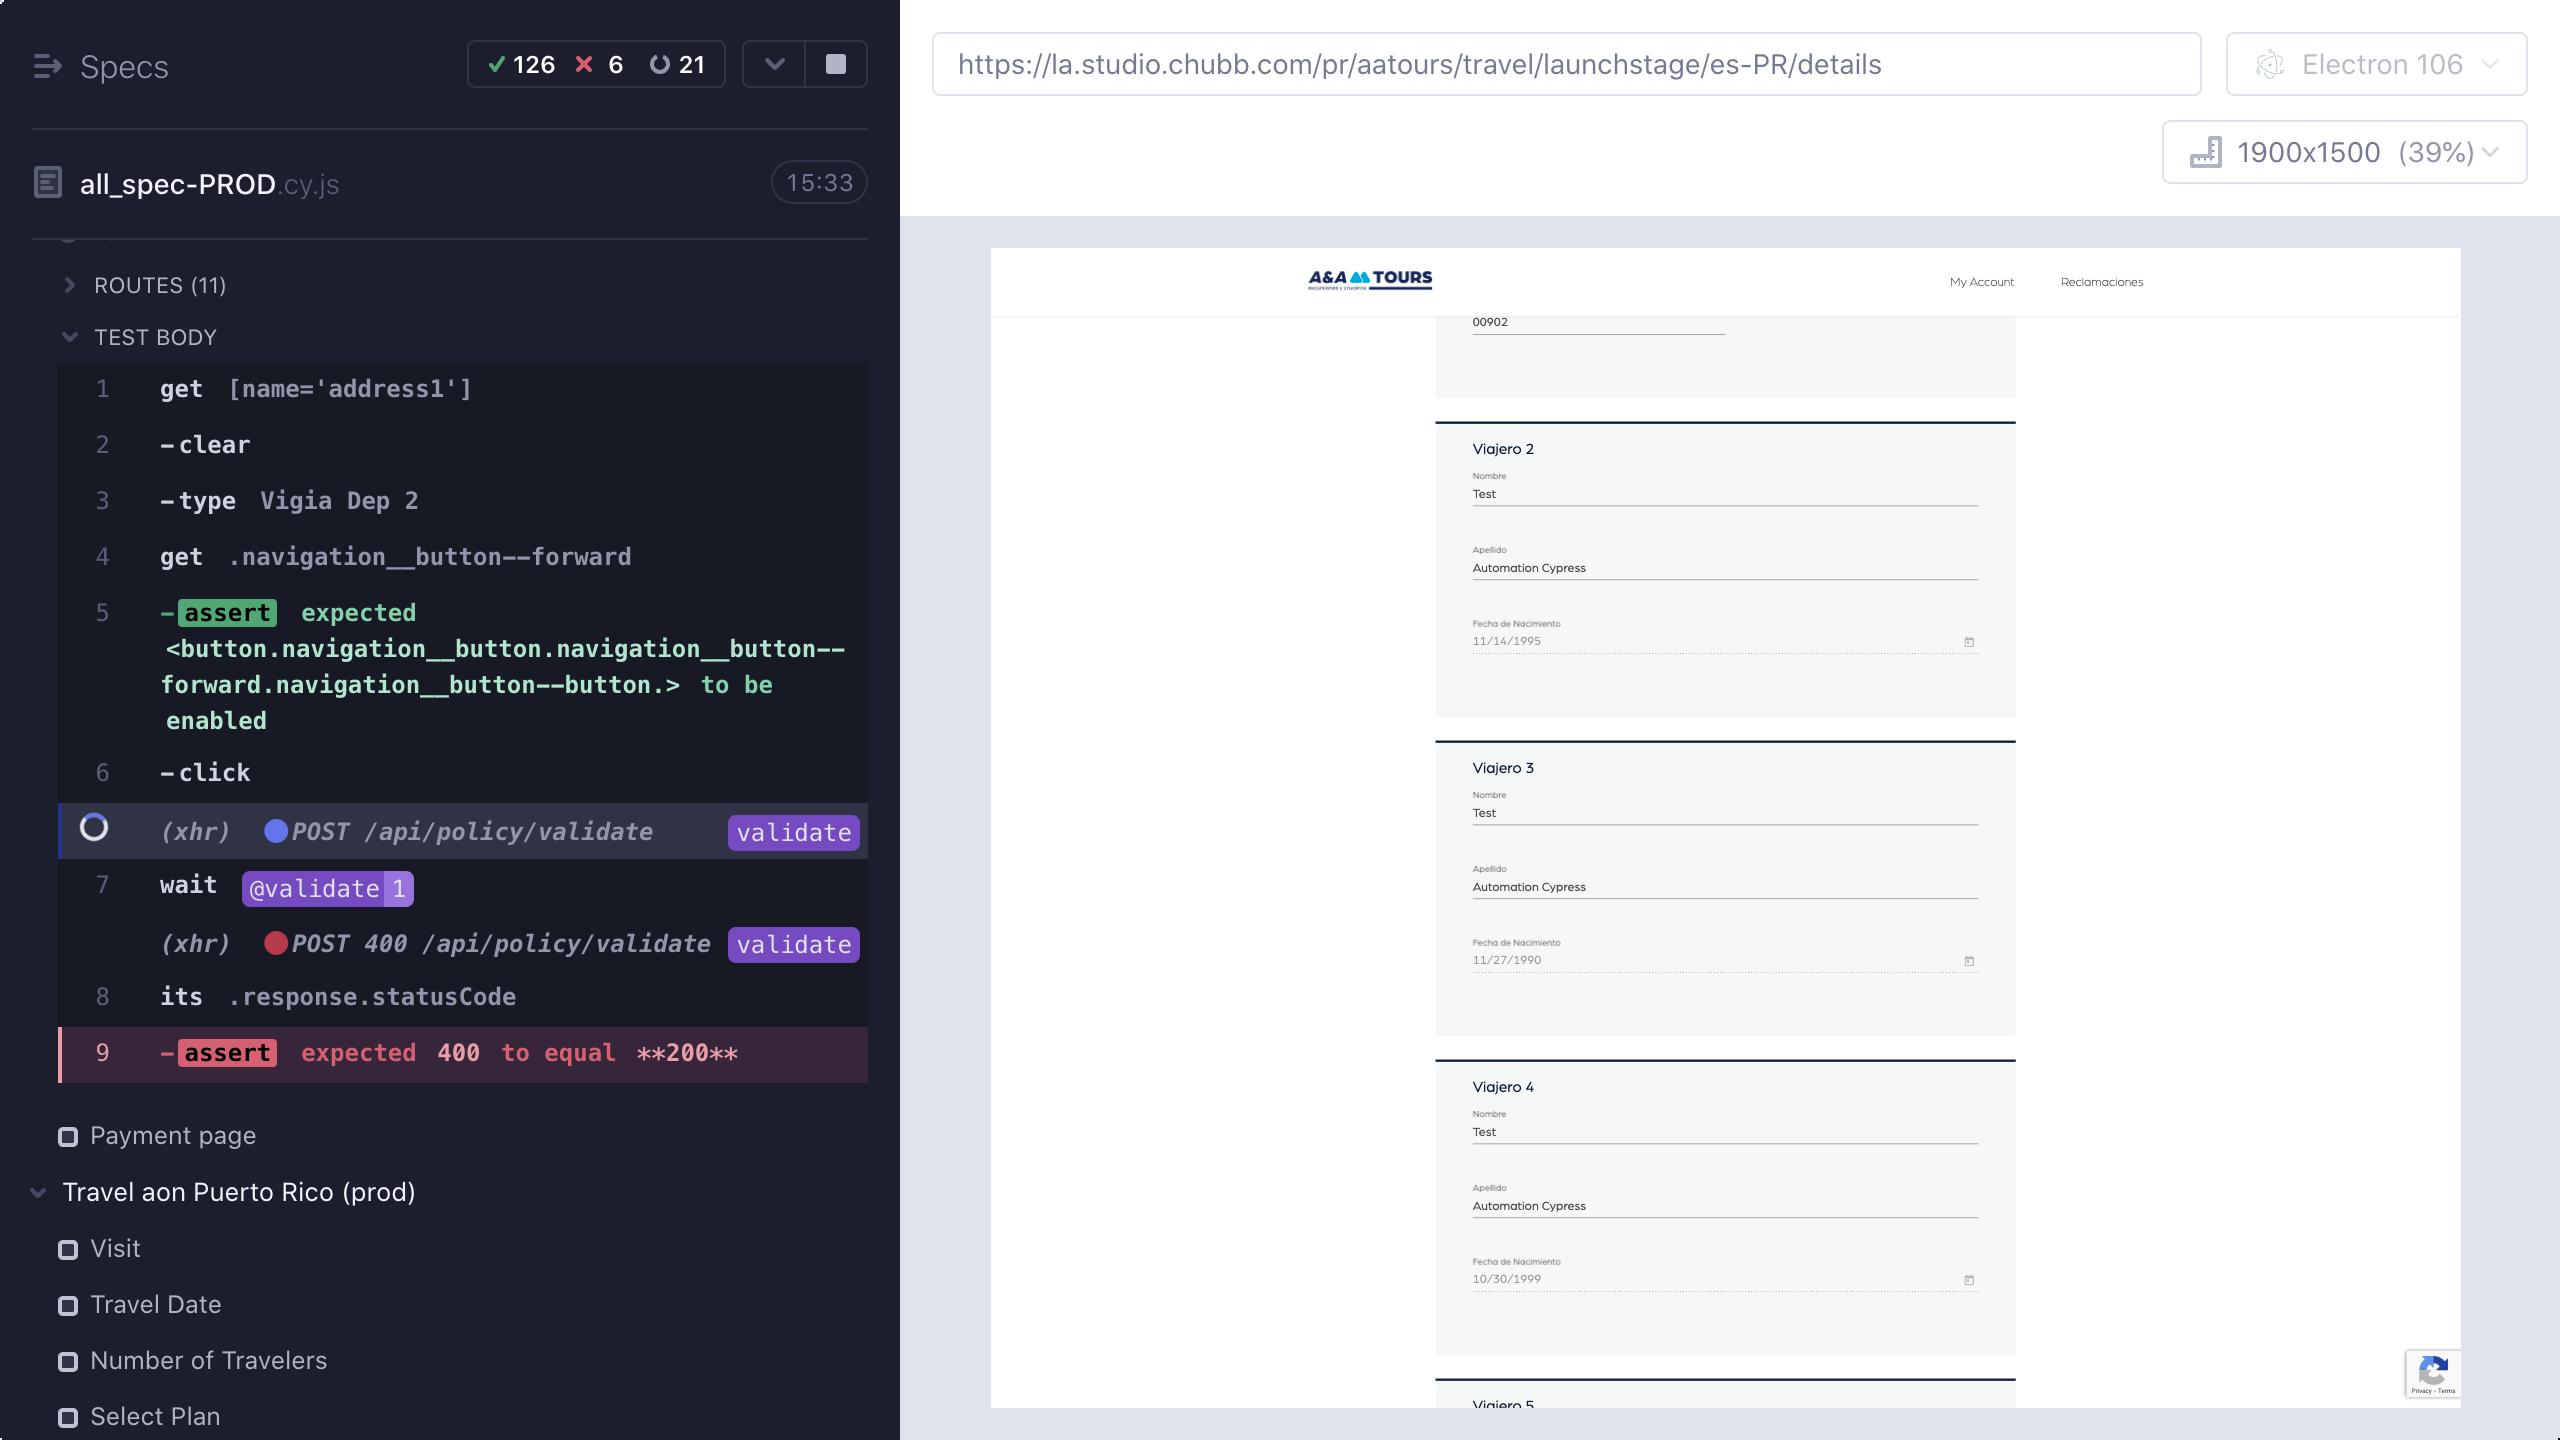 Specs
126 6 21
all_spec-PROD.cy.js
15:33
ROUTES (11)
TEST BODY
1 get [name='address1']
2 -clear
3 -type Vigia Dep 2
4 get .navigation__button--forward
5 -assert expected
<button.navigation__button.navigation__button--
forward.navigation__button--button.> to be
enabled
6 -click
(xhr) POST /api/policy/validate validate
7 wait @validate 1
(xhr) POST 400 /api/policy/validate validate
8 its .response.statusCode
9 -assert expected 400 to equal **200**
Payment page
Travel aon Puerto Rico (prod)
Visit
Travel Date
Number of Travelers
Select Plan
https://la.studio.chubb.com/pr/aatours/travel/launchstage/es-PR/details
Electron 106
1900x1500 (39%)
A&A TOURS
excursiones y cruceros
My Account
Reclamaciones
00902
Viajero 2
Nombre
Test
Apellido
Automation Cypress
Fecha de Nacimiento
11/14/1995
Viajero 3
Nombre
Test
Apellido
Automation Cypress
Fecha de Nacimiento
11/27/1990
Viajero 4
Nombre
Test
Apellido
Automation Cypress
Fecha de Nacimiento
10/30/1999
Viajero 5
Privacy - Terms